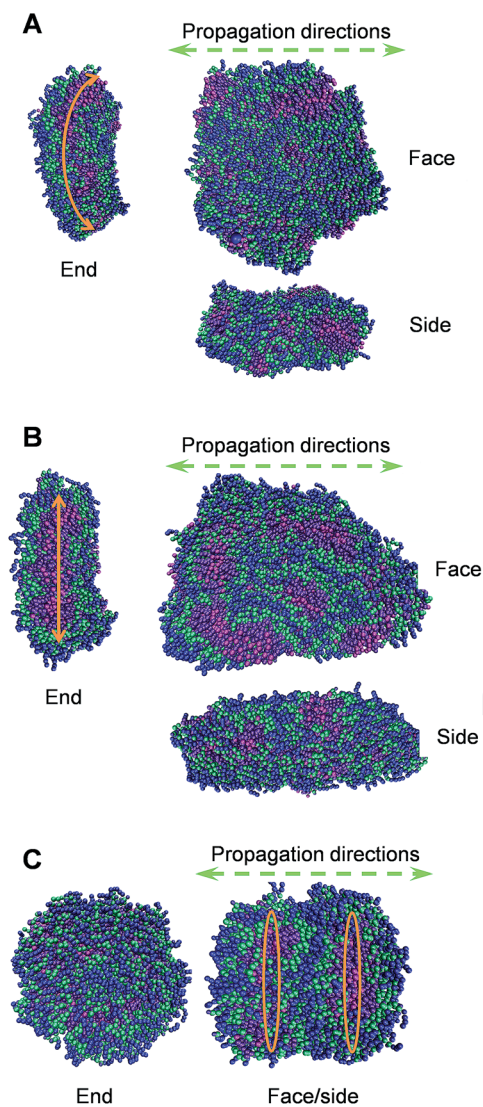 A
Propagation directions
Face
End
Side
B
Propagation directions
Face
End
Side
C
Propagation directions
End
Face/side